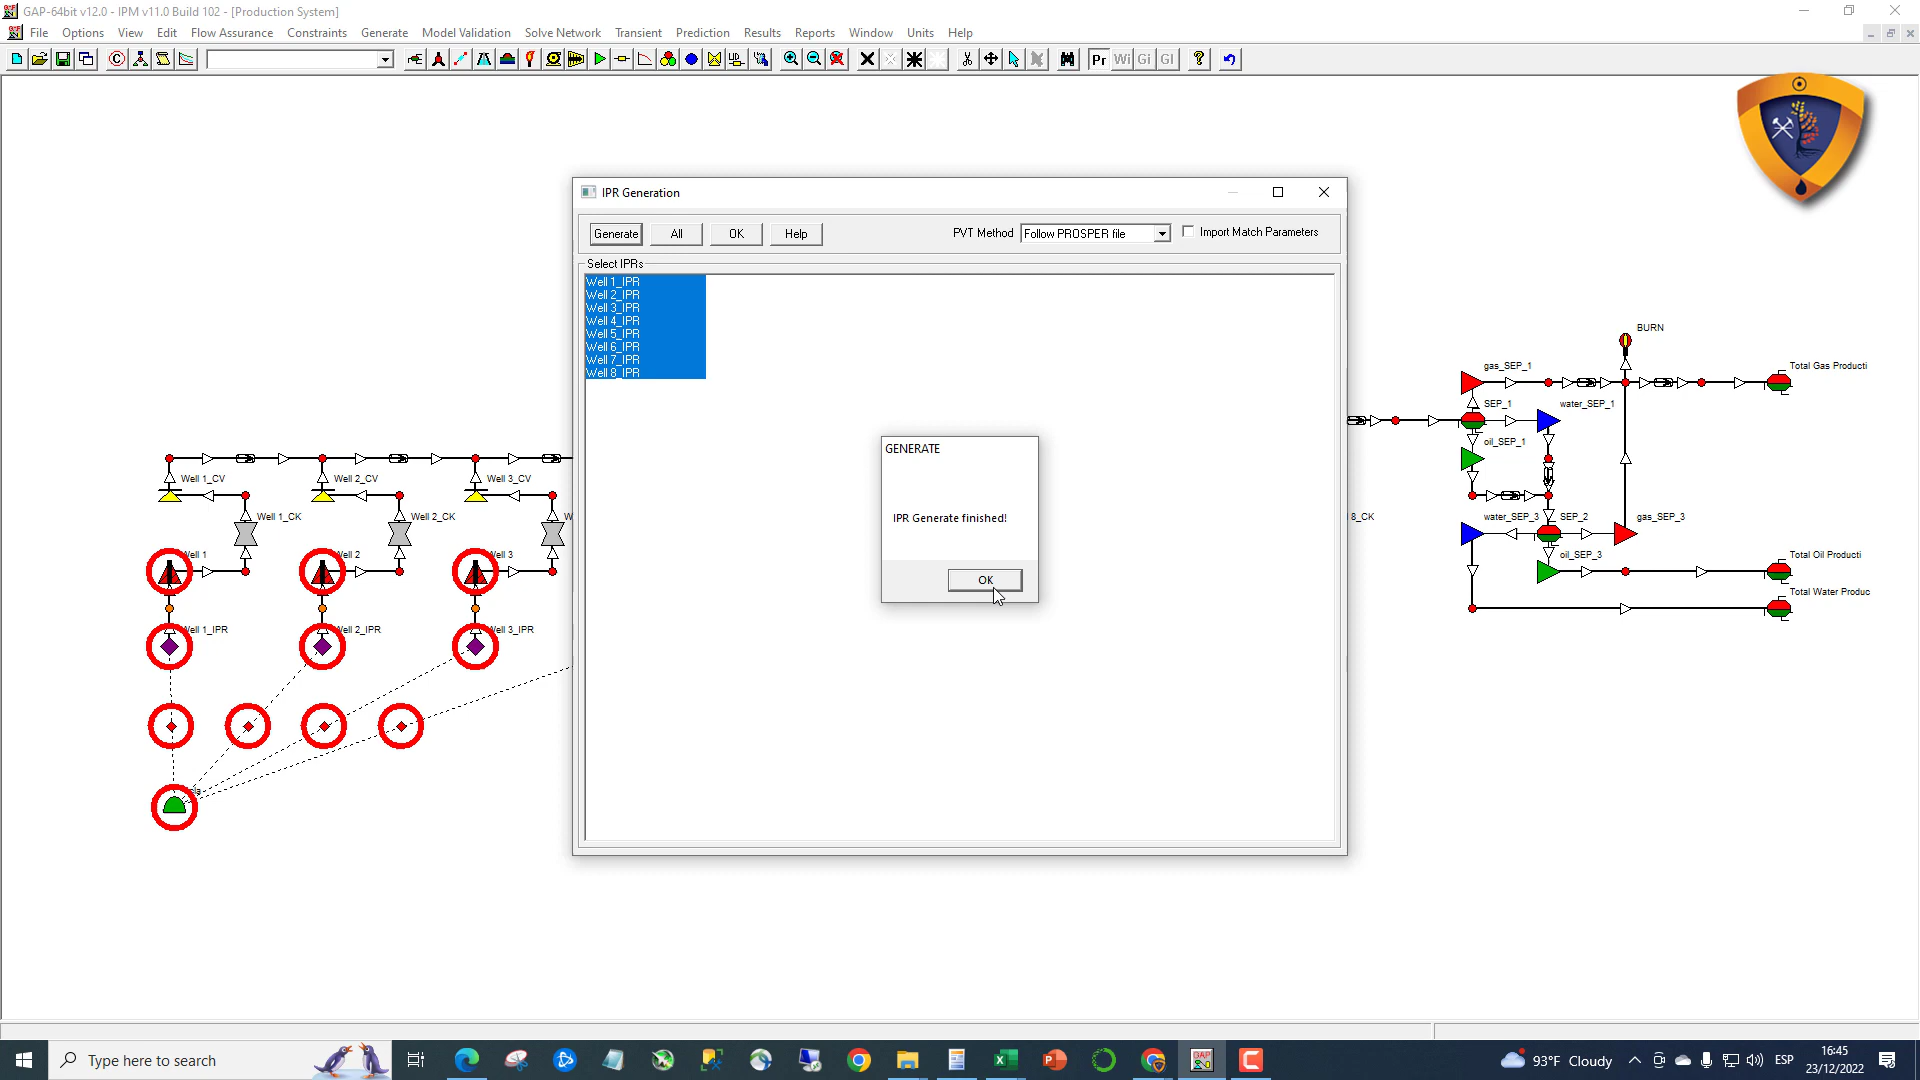 GAP-64bit v12.0 - IPM v11.0 Build 102 - [Production System]
File Options View Edit Flow Assurance Constraints Generate Model Validation Solve Network Transient Prediction Results Reports Window Units Help
Pr Wi Gi GI
IPR Generation
Generate All OK Help PVT Method Follow PROSPER file Import Match Parameters
Select IPRs
Well 1_IPR
Well 2_IPR
Well 3_IPR
Well 4_IPR
Well 5_IPR
Well 6_IPR
Well 7_IPR
Well 8_IPR
GENERATE
IPR Generate finished!
OK
BURN
gas_SEP_1 Total Gas Producti
SEP_1 water_SEP_1
oil_SEP_1
Well 1_CV Well 2_CV Well 3_CV
Well 1_CK Well 2_CK W 8_CK water_SEP_3 SEP_2 gas_SEP_3
Well 1 Well 2 Well 3 oil_SEP_3 Total Oil Producti
Total Water Produc
Well 1_IPR Well 2_IPR Well 3_IPR
Type here to search
93°F Cloudy ESP 16:45
23/12/2022